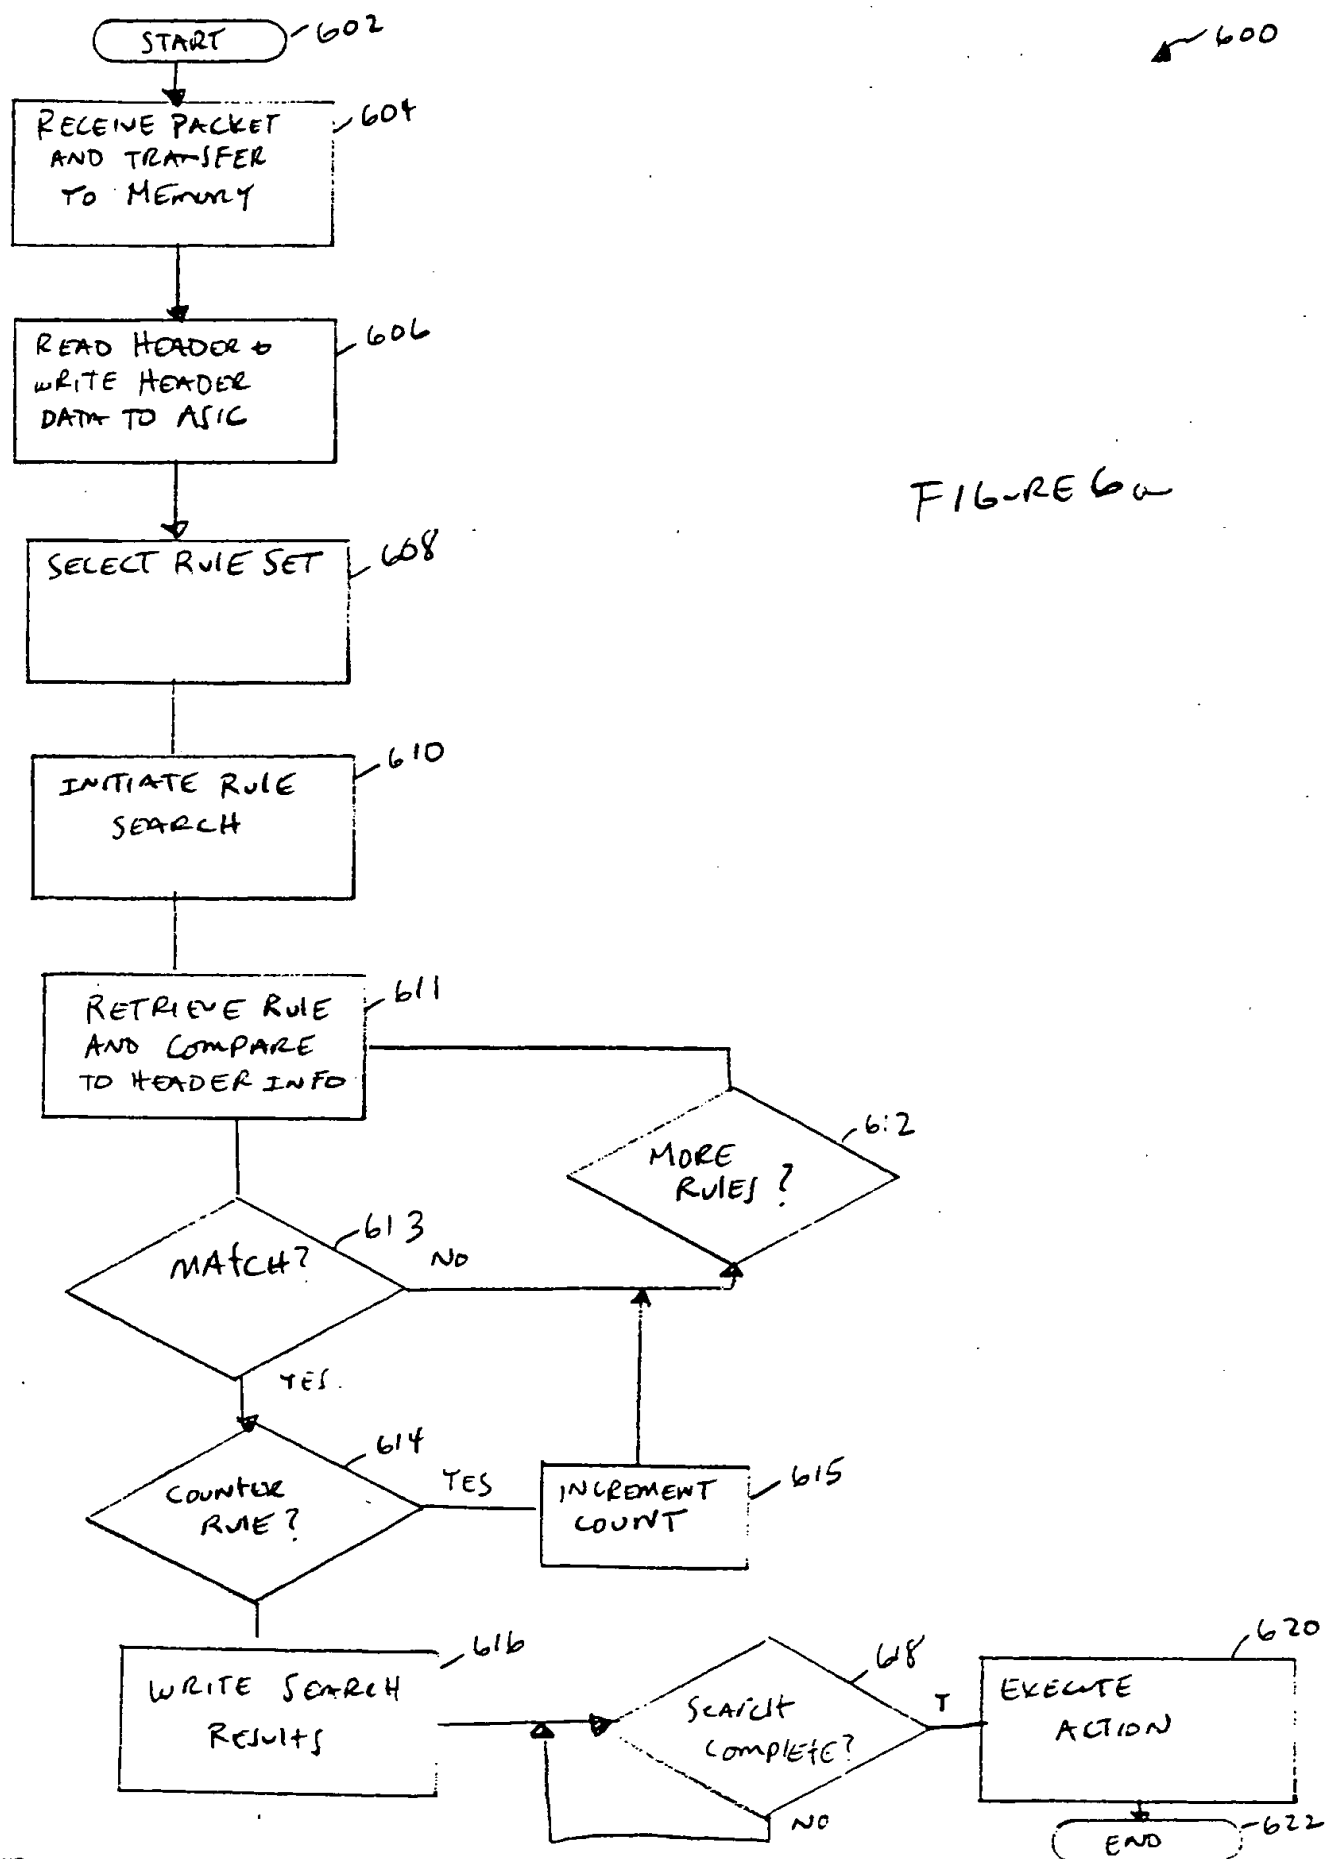 START 602
600
RECEIVE PACKET 604
AND TRANSFER
TO MEMORY
READ HEADER & 606
WRITE HEADER
DATA TO ASIC
FIGURE 6a
SELECT RULE SET 608
INITIATE RULE 610
SEARCH
RETRIEVE RULE 611
AND COMPARE
TO HEADER INFO
MORE 612
RULES?
MATCH? 613
NO
YES
COUNTER 614
RULE?
YES
INCREMENT 615
COUNT
WRITE SEARCH 616
RESULTS
SEARCH 618
COMPLETE?
Y
NO
EXECUTE 620
ACTION
END 622